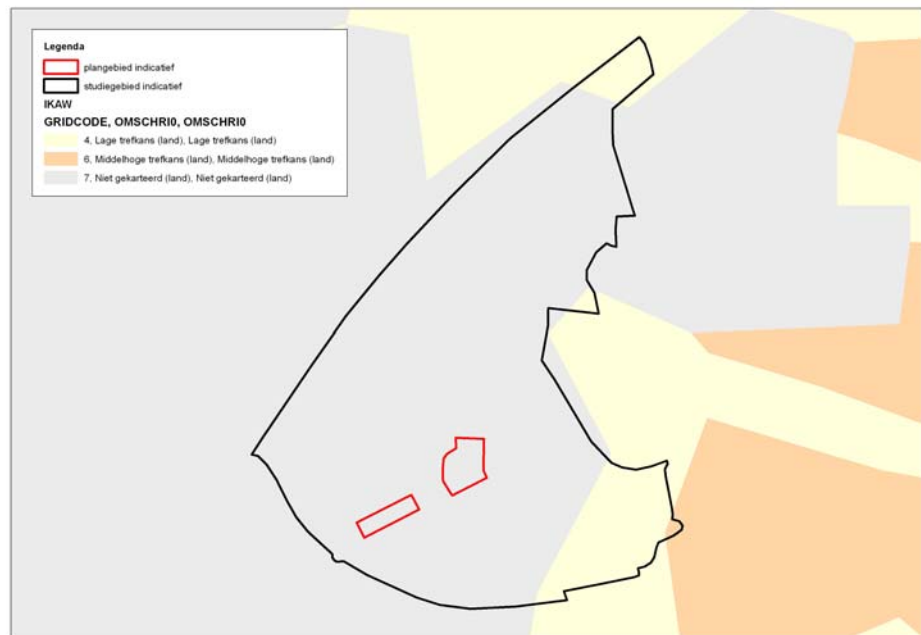 Legenda
plangebied indicatief
studiegebied indicatief
IKAW
GRIDCODE, OMSCHRI0, OMSCHRI0
4, Lage trefkans (land), Lage trefkans (land)
6, Middelhoge trefkans (land), Middelhoge trefkans (land)
7, Niet gekarteerd (land), Niet gekarteerd (land)